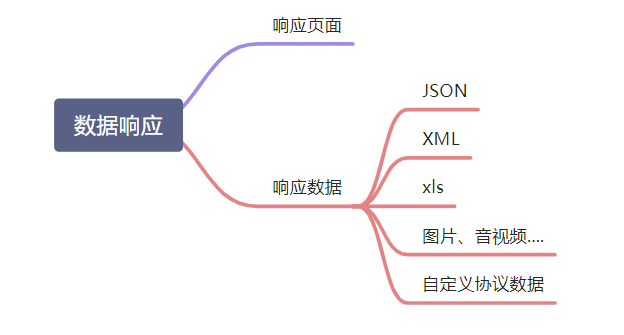 数据响应
响应页面
响应数据
JSON
XML
xls
图片、音视频....
自定义协议数据